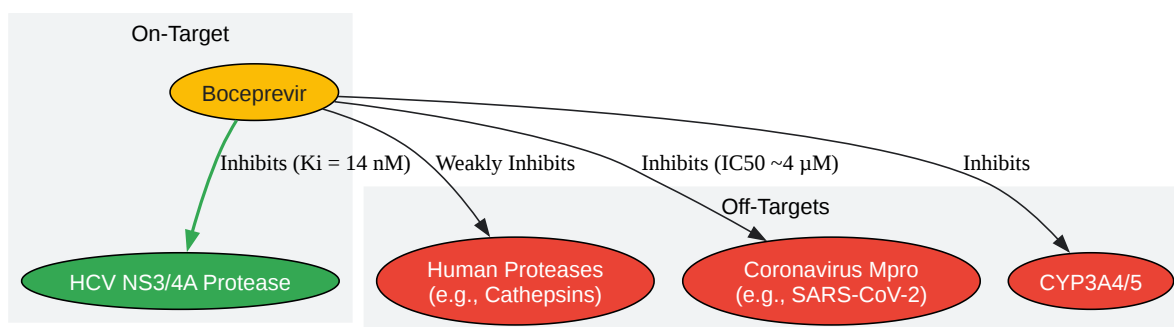 On-Target
Boceprevir
Inhibits (Ki = 14 nM)
Weakly Inhibits
Inhibits (IC50 ~4 µM)
Inhibits
Off-Targets
HCV NS3/4A Protease
Human Proteases
(e.g., Cathepsins)
Coronavirus Mpro
(e.g., SARS-CoV-2)
CYP3A4/5